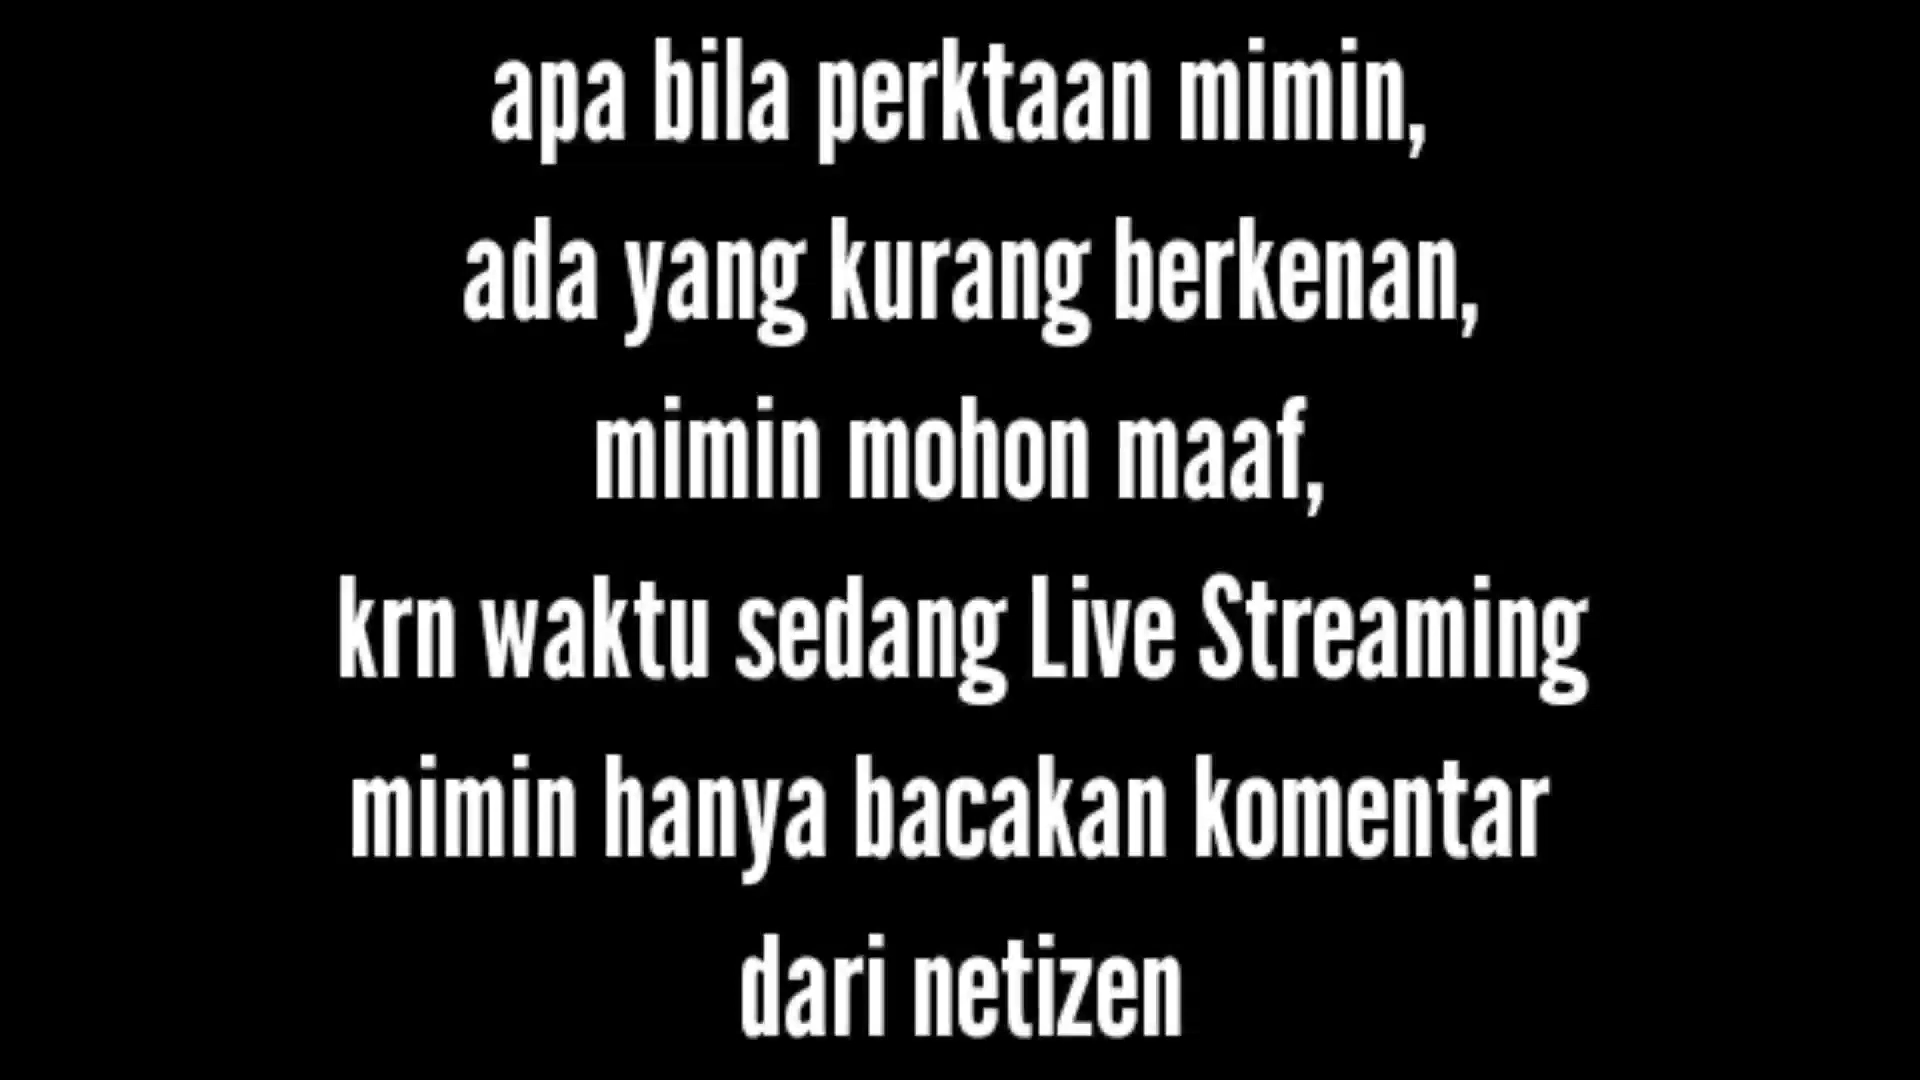 apa bila perktaan mimin,
ada yang kurang berkenan,
mimin mohon maaf,
krn waktu sedang Live Streaming
mimin hanya bacakan komentar
dari netizen